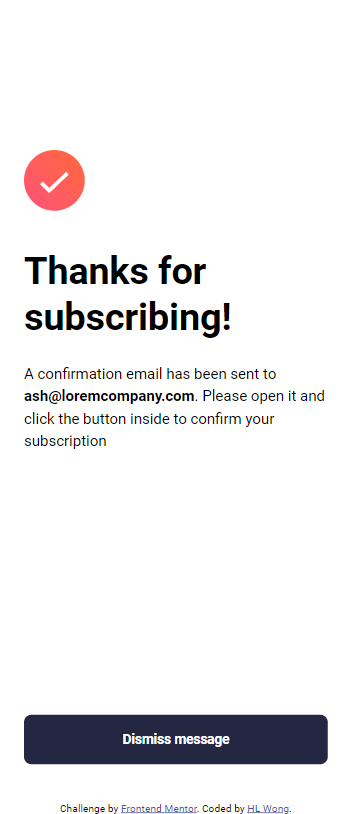 Thanks for
subscribing!
A confirmation email has been sent to
ash@loremcompany.com. Please open it and
click the button inside to confirm your
subscription
Dismiss message
Challenge by Frontend Mentor. Coded by HL Wong.